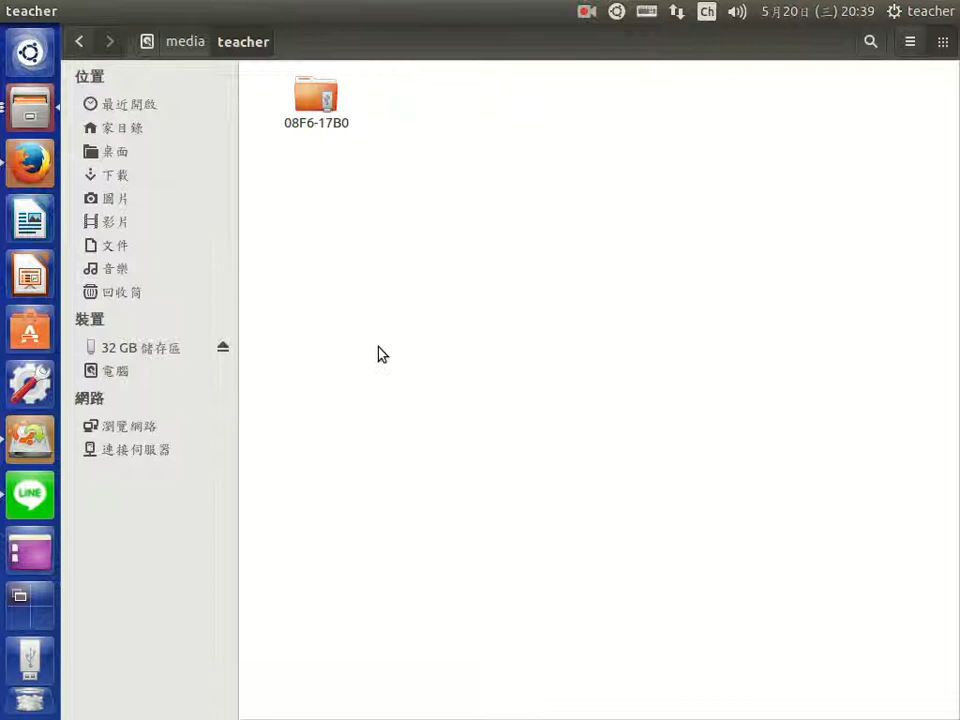 teacher
Ch
5月20日 (三) 20:39
teacher
media
teacher
位置
最近開啟
家目錄
桌面
下載
圖片
影片
文件
音樂
回收筒
裝置
32 GB 儲存區
電腦
網路
瀏覽網路
連接伺服器
08F6-17B0
A
LINE